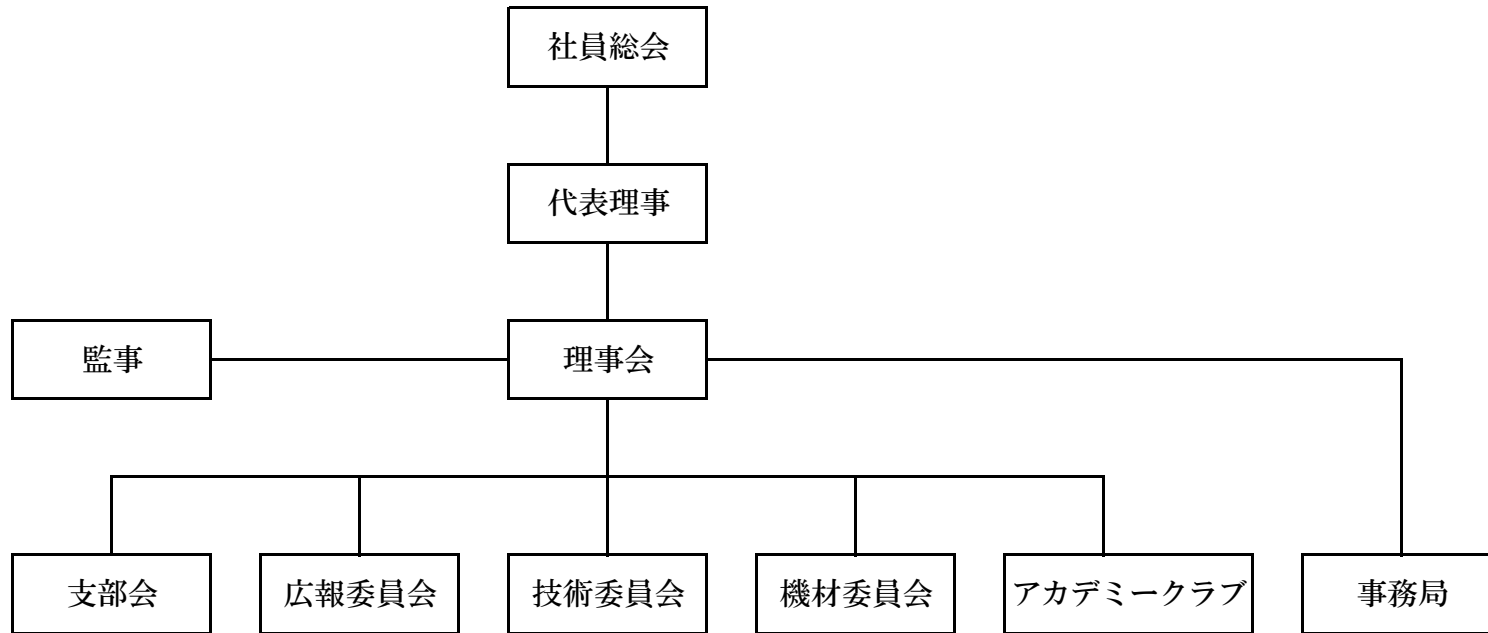 社員総会
代表理事
監事
理事会
支部会
広報委員会
技術委員会
機材委員会
アカデミークラブ
事務局